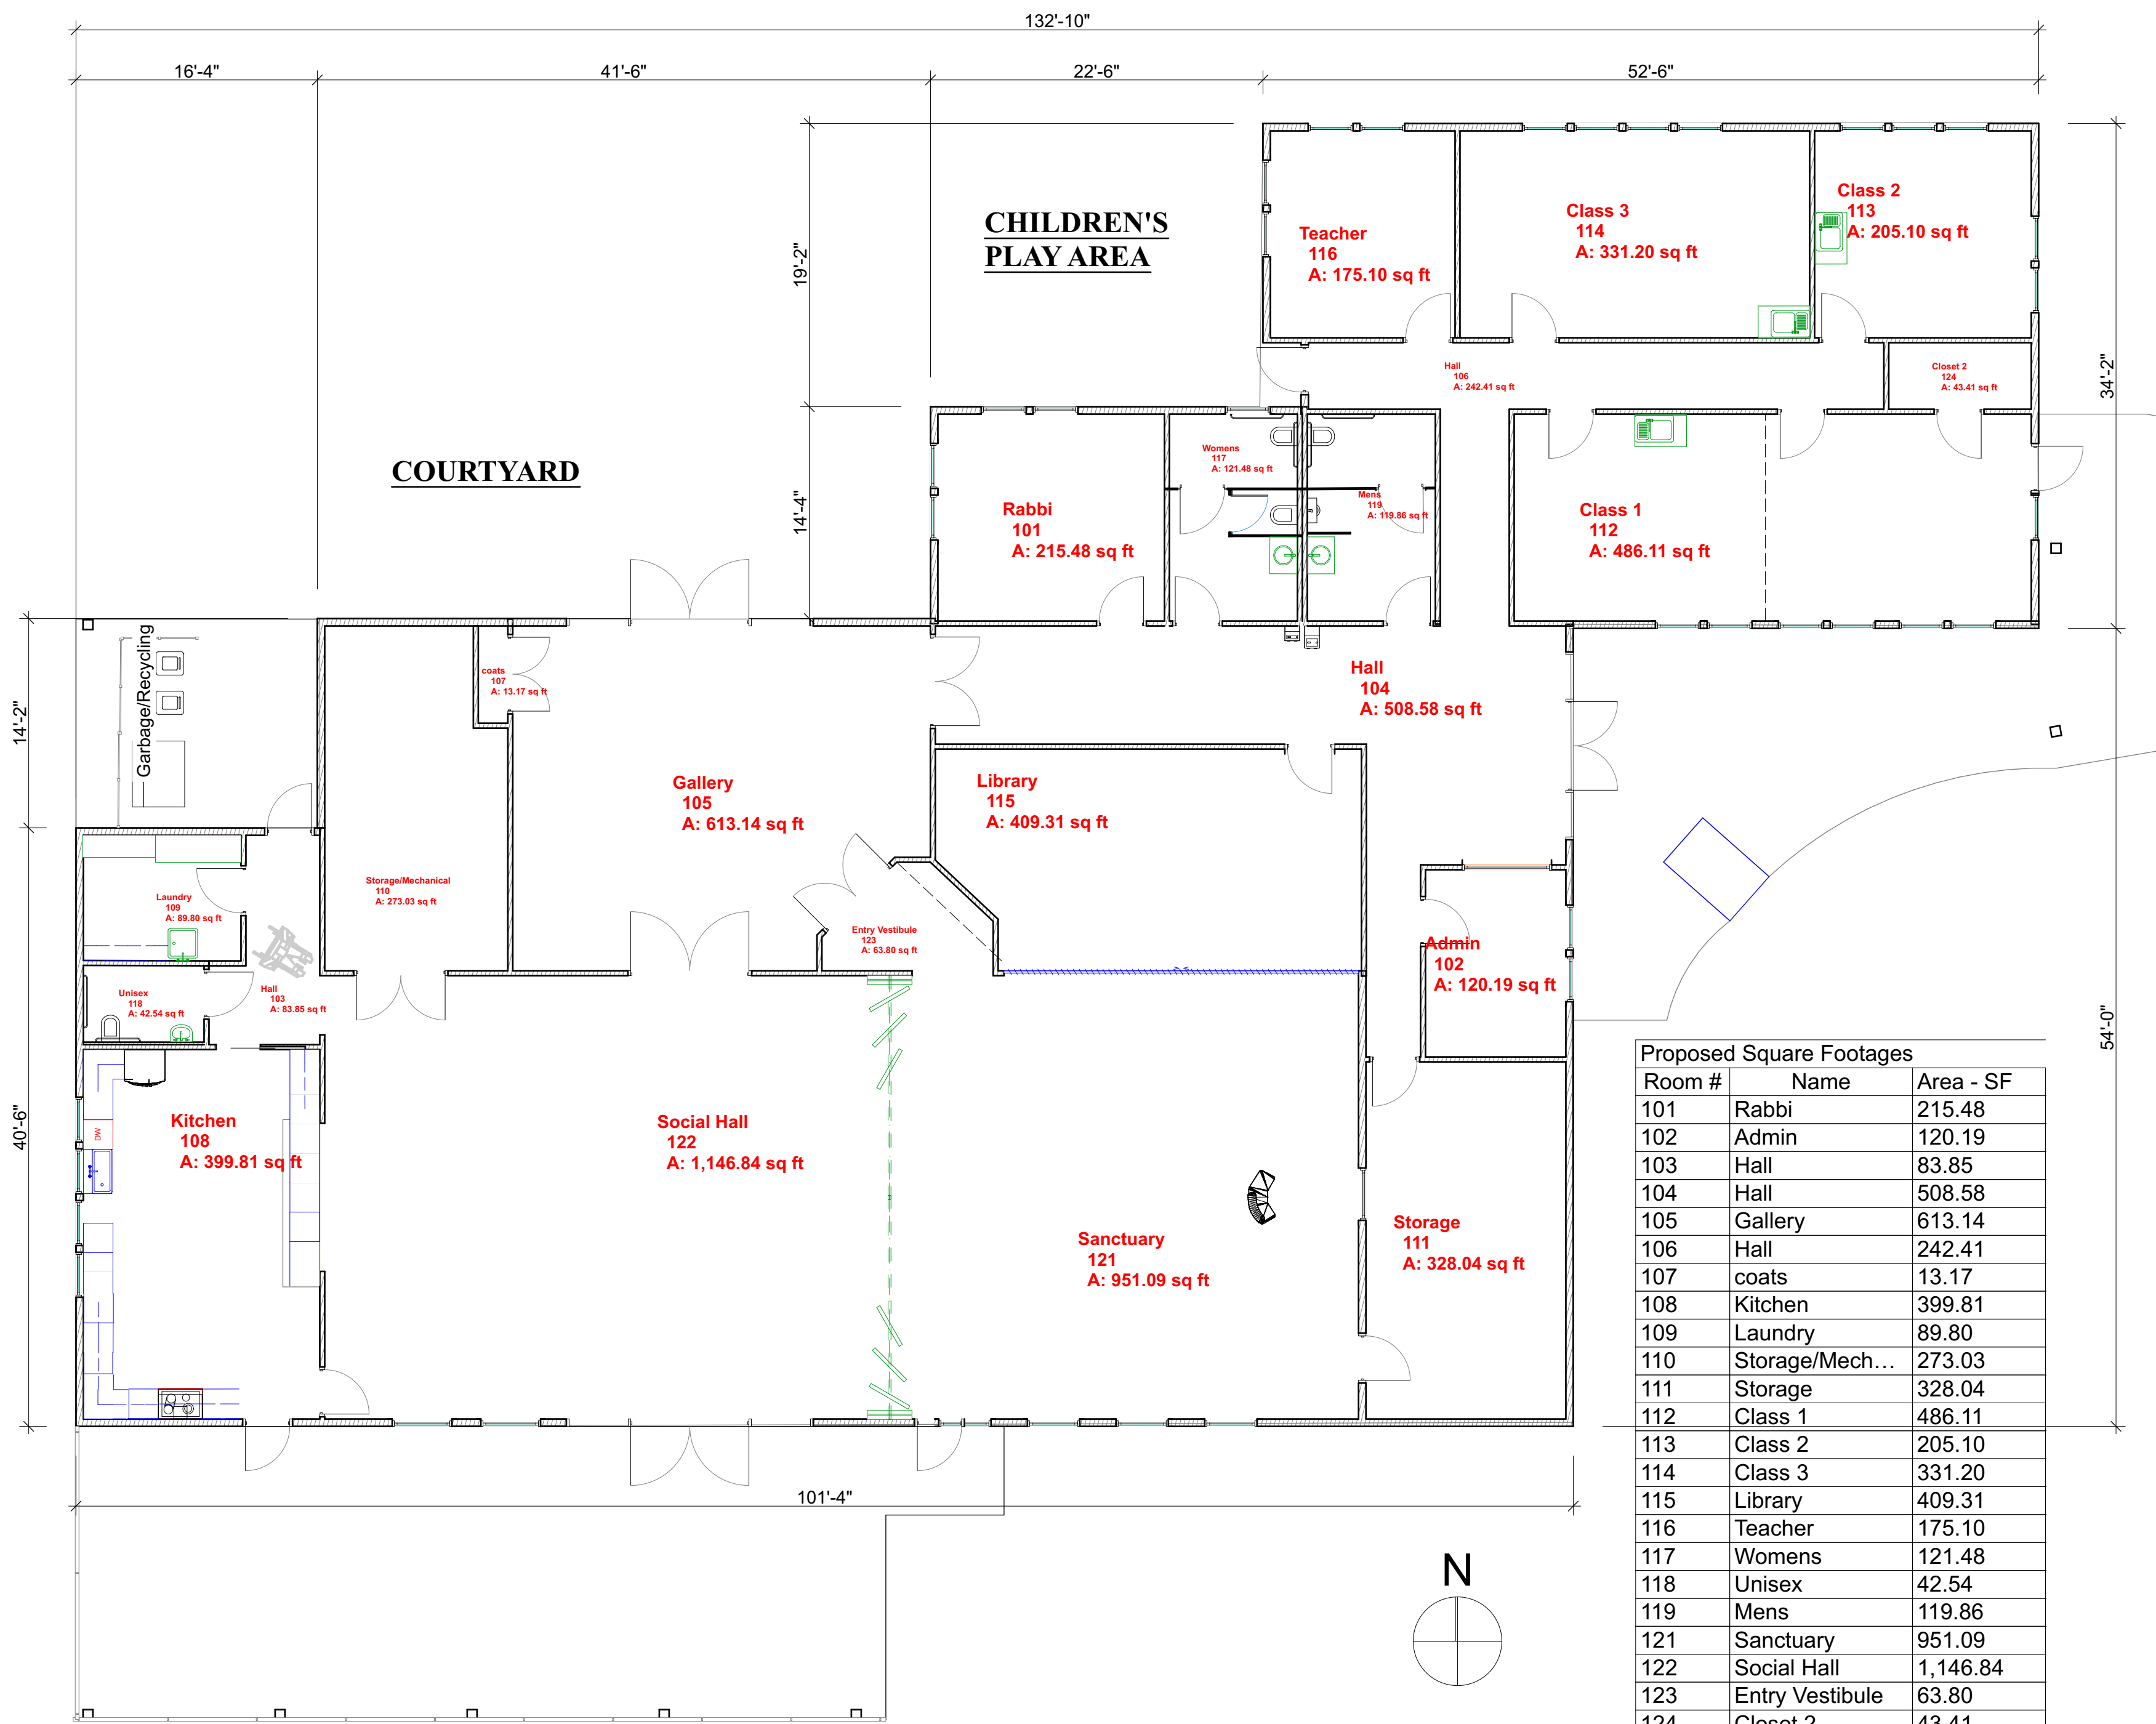 132'-10"
16'-4"
41'-6"
22'-6"
52'-6"
CHILDREN'S
PLAY AREA
19'-2"
Teacher
116
A: 175.10 sq ft
Class 3
114
A: 331.20 sq ft
Class 2
113
A: 205.10 sq ft
34'-2"
Hall
106
A: 242.41 sq ft
Closet 2
124
A: 43.41 sq ft
COURTYARD
14'-4"
Rabbi
101
A: 215.48 sq ft
Womens
117
A: 121.48 sq ft
Mens
119
A: 119.86 sq ft
Class 1
112
A: 486.11 sq ft
14'-2"
Garbage/Recycling
coats
107
A: 13.17 sq ft
Hall
104
A: 508.58 sq ft
Gallery
105
A: 613.14 sq ft
Library
115
A: 409.31 sq ft
Storage/Mechanical
110
A: 273.03 sq ft
Laundry
109
A: 89.80 sq ft
Entry Vestibule
123
A: 63.80 sq ft
Admin
102
A: 120.19 sq ft
Unisex
118
A: 42.54 sq ft
Hall
103
A: 83.85 sq ft
54'-0"
40'-6"
Kitchen
108
A: 399.81 sq ft
DW
Social Hall
122
A: 1,146.84 sq ft
Sanctuary
121
A: 951.09 sq ft
Storage
111
A: 328.04 sq ft
101'-4"
N
Proposed Square Footages
Room # Name Area - SF
101 Rabbi 215.48
102 Admin 120.19
103 Hall 83.85
104 Hall 508.58
105 Gallery 613.14
106 Hall 242.41
107 coats 13.17
108 Kitchen 399.81
109 Laundry 89.80
110 Storage/Mech... 273.03
111 Storage 328.04
112 Class 1 486.11
113 Class 2 205.10
114 Class 3 331.20
115 Library 409.31
116 Teacher 175.10
117 Womens 121.48
118 Unisex 42.54
119 Mens 119.86
121 Sanctuary 951.09
122 Social Hall 1,146.84
123 Entry Vestibule 63.80
124 Closet 2 43.41